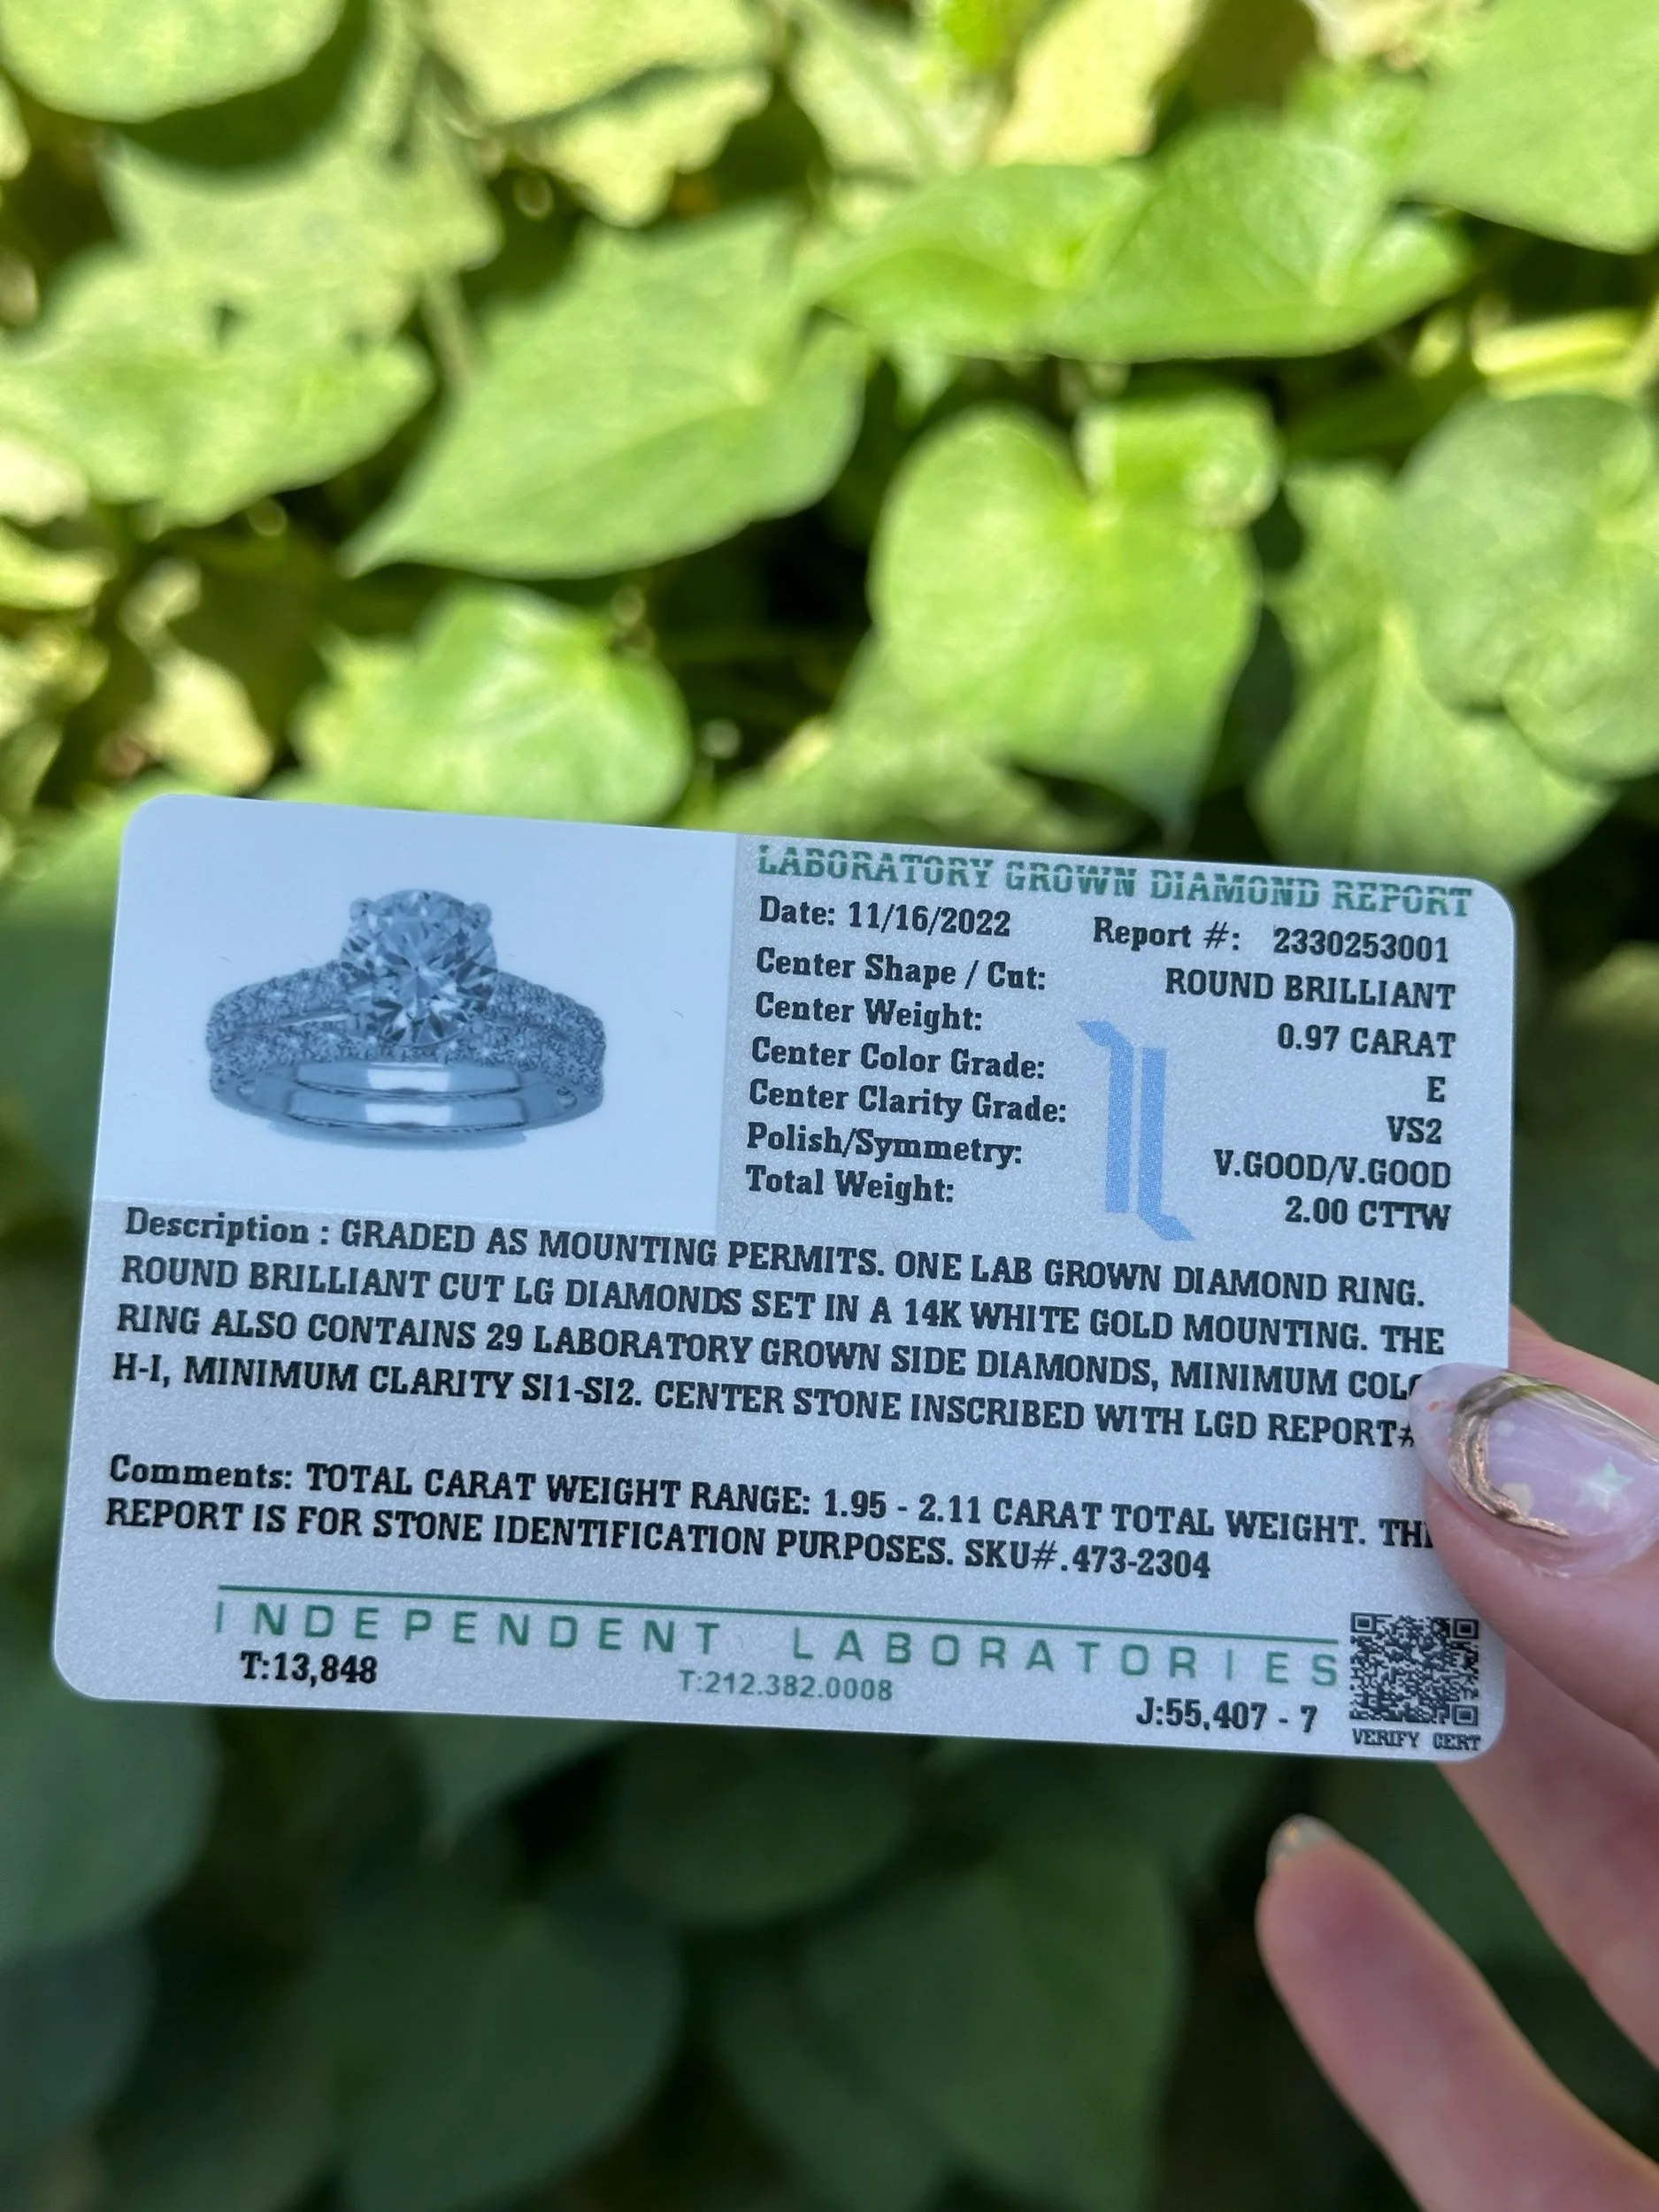 LABORATORY GROWN DIAMOND REPORT
Date: 11/16/2022 Report #: 2330253001
Center Shape / Cut: ROUND BRILLIANT
Center Weight: 0.97 CARAT
Center Color Grade: E
Center Clarity Grade: VS2
Polish/Symmetry: V.GOOD/V.GOOD
Total Weight: 2.00 CTTW
Description : GRADED AS MOUNTING PERMITS. ONE LAB GROWN DIAMOND RING.
ROUND BRILLIANT CUT LG DIAMONDS SET IN A 14K WHITE GOLD MOUNTING. THE
RING ALSO CONTAINS 29 LABORATORY GROWN SIDE DIAMONDS, MINIMUM
H-I, MINIMUM CLARITY SI1-SI2. CENTER STONE INSCRIBED WITH LGD REPORT#
Comments: TOTAL CARAT WEIGHT RANGE: 1.95 - 2.11 CARAT TOTAL WEIGHT.
REPORT IS FOR STONE IDENTIFICATION PURPOSES. SKU#.473-2304
INDEPENDENT LABORATORIES
T:13,848 T:212.382.0008 J:55,407 - 7
VERIFY CERT